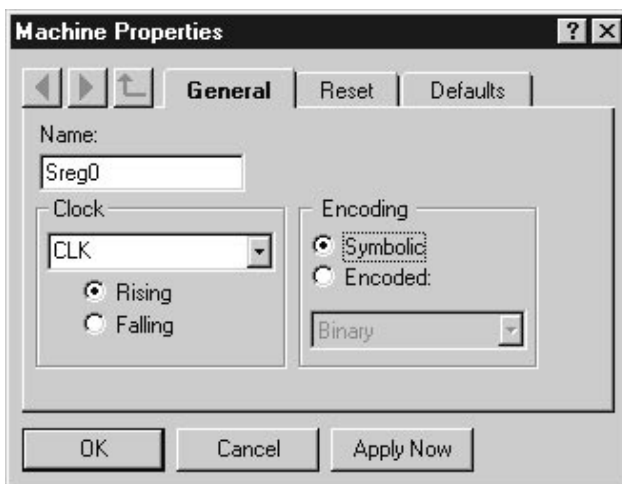 Machine Properties
General Reset Defaults
Name:
Sreg0
Clock
CLK
Rising
Falling
Encoding
Symbolic
Encoded:
Binary
OK Cancel Apply Now